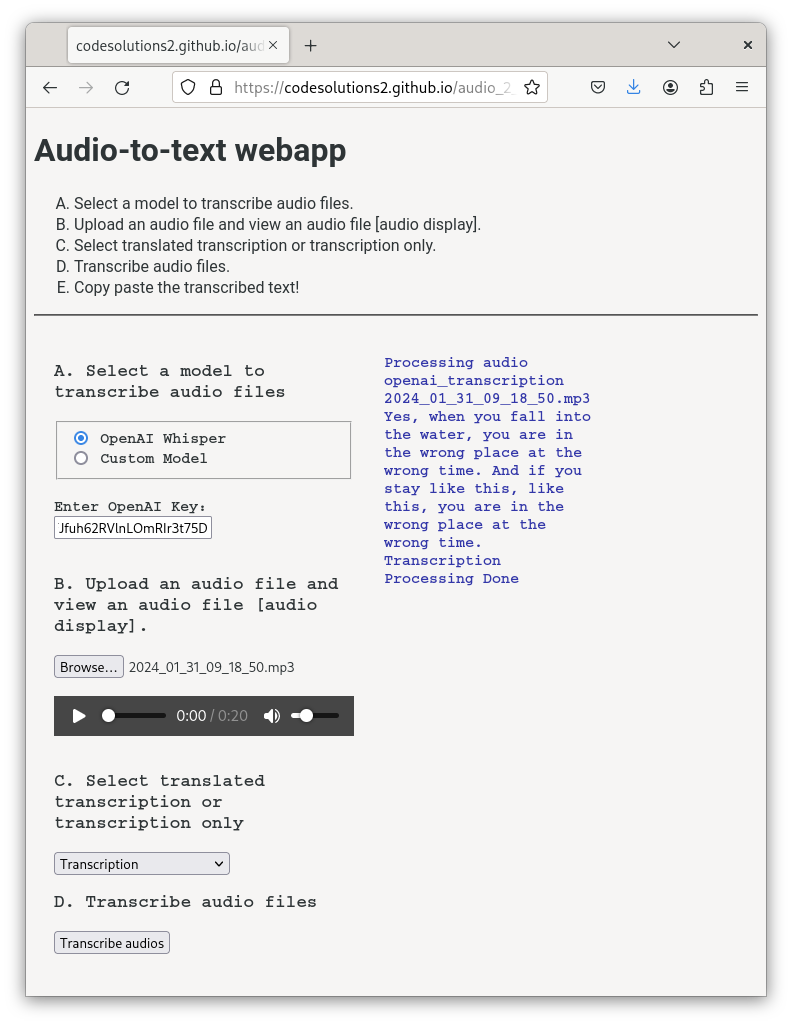 codesolutions2.github.io/aud
https://codesolutions2.github.io/audio_2_
Audio-to-text webapp
A. Select a model to transcribe audio files.
B. Upload an audio file and view an audio file [audio display].
C. Select translated transcription or transcription only.
D. Transcribe audio files.
E. Copy paste the transcribed text!
A. Select a model to
transcribe audio files
OpenAI Whisper
Custom Model
Enter OpenAI Key:
B. Upload an audio file and
view an audio file [audio
display].
Browse... 2024_01_31_09_18_50.mp3
0:00 / 0:20
C. Select translated
transcription or
transcription only
Transcription
D. Transcribe audio files
Transcribe audios
Processing audio
openai_transcription
2024_01_31_09_18_50.mp3
Yes, when you fall into
the water, you are in
the wrong place at the
wrong time. And if you
stay like this, like
this, you are in the
wrong place at the
wrong time.
Transcription
Processing Done